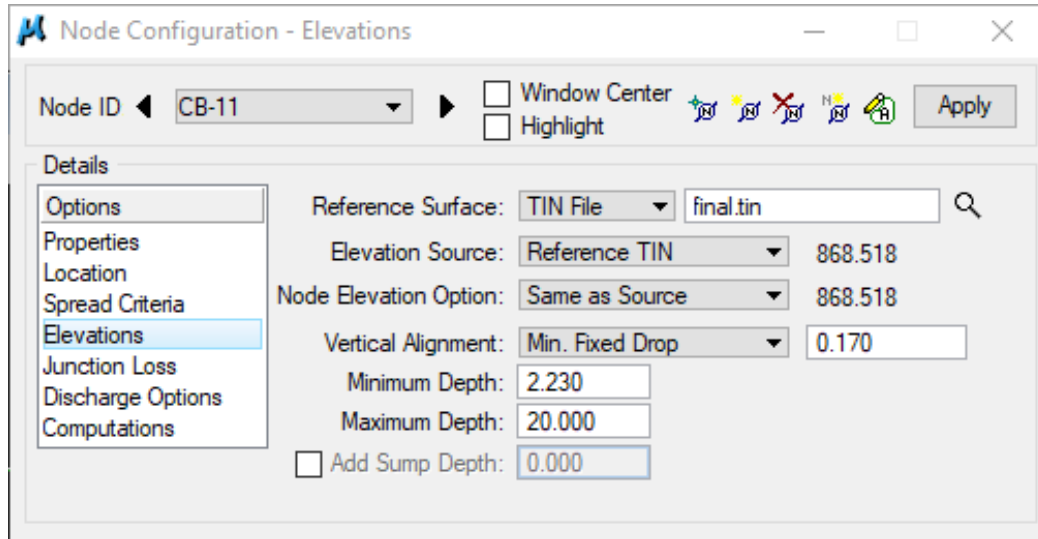 Node Configuration - Elevations
Node ID CB-11 Window Center Apply
Highlight
Details
Options
Properties
Location
Spread Criteria
Elevations
Junction Loss
Discharge Options
Computations
Reference Surface: TIN File final.tin
Elevation Source: Reference TIN 868.518
Node Elevation Option: Same as Source 868.518
Vertical Alignment: Min. Fixed Drop 0.170
Minimum Depth: 2.230
Maximum Depth: 20.000
Add Sump Depth: 0.000